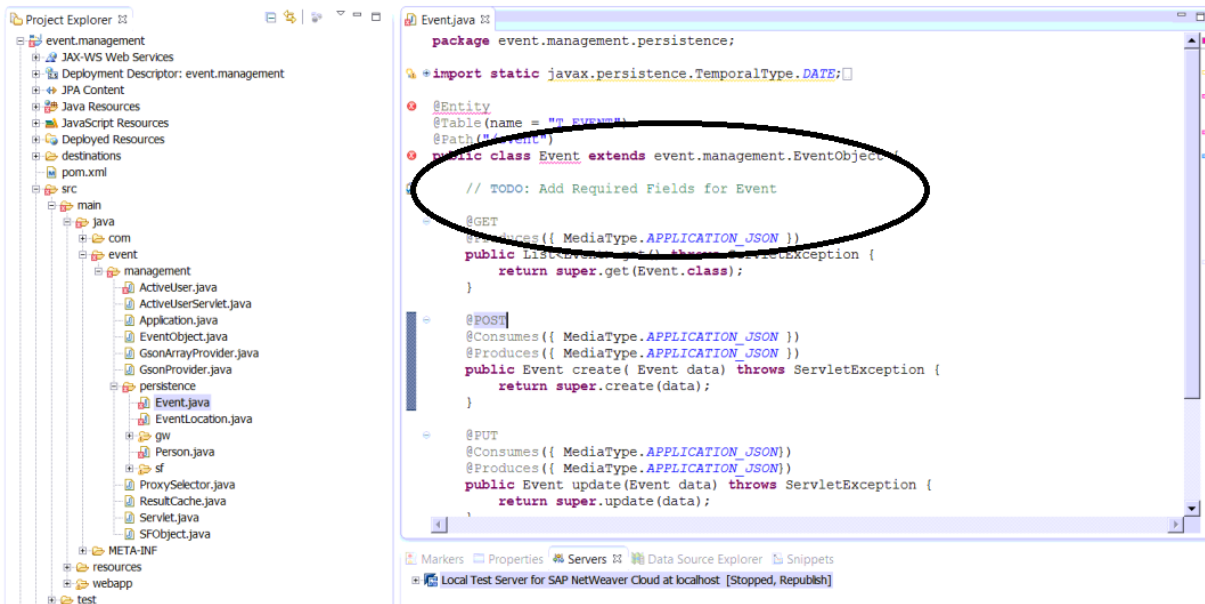 Project Explorer
event.management
JAX-WS Web Services
Deployment Descriptor: event.management
JPA Content
Java Resources
JavaScript Resources
Deployed Resources
destinations
pom.xml
src
main
java
com
event
management
ActiveUser.java
ActiveUserServlet.java
Application.java
EventObject.java
GsonArrayProvider.java
GsonProvider.java
persistence
Event.java
EventLocation.java
gw
Person.java
sf
ProxySelector.java
ResultCache.java
Servlet.java
SFObject.java
META-INF
resources
webapp
test
Event.java
package event.management.persistence;
import static javax.persistence.TemporalType.DATE;
@Entity
@Table(name = "T_EVENT")
@Path("/event")
public class Event extends event.management.EventObject {
// TODO: Add Required Fields for Event
@GET
@Produces({ MediaType.APPLICATION_JSON })
public List<Event> get() throws ServletException {
return super.get(Event.class);
}
@POST
@Consumes({ MediaType.APPLICATION_JSON })
@Produces({ MediaType.APPLICATION_JSON })
public Event create( Event data) throws ServletException {
return super.create(data);
}
@PUT
@Consumes({ MediaType.APPLICATION_JSON})
@Produces({ MediaType.APPLICATION_JSON})
public Event update(Event data) throws ServletException {
return super.update(data);
Markers Properties Servers Data Source Explorer Snippets
Local Test Server for SAP NetWeaver Cloud at localhost [Stopped, Republish]